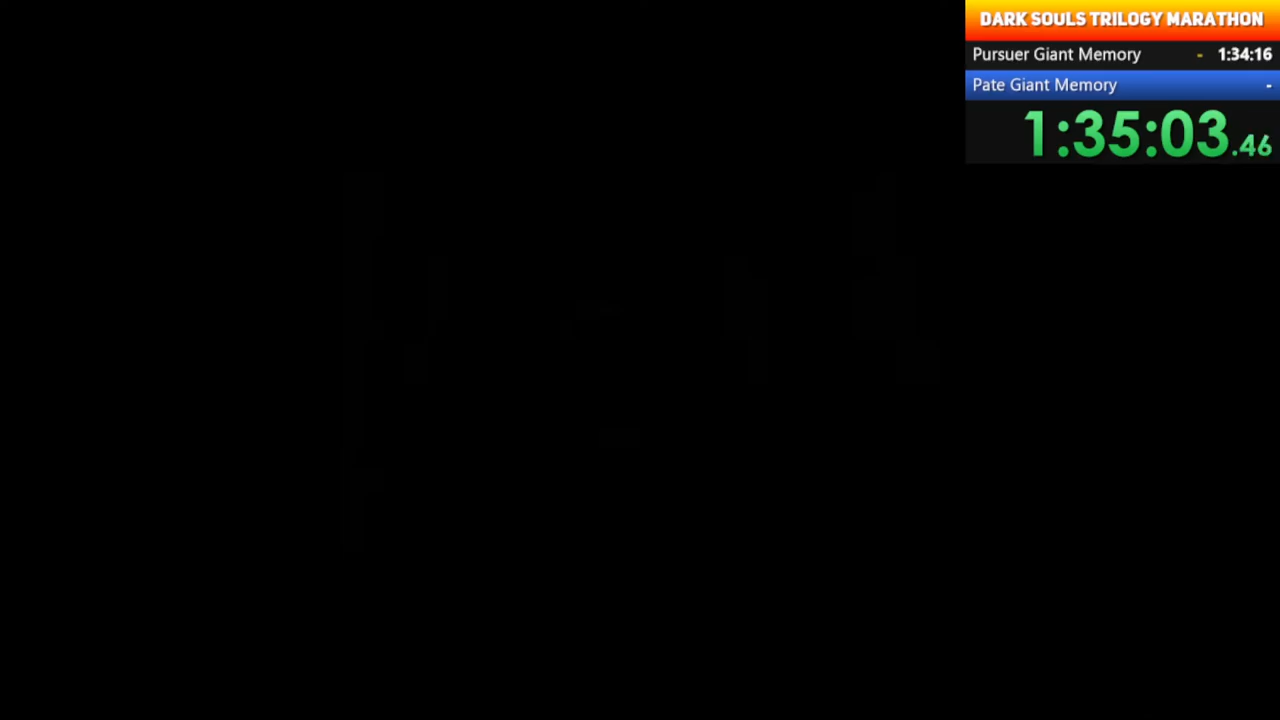 DARK SOULS TRILOGY MARATHON
Pursuer Giant Memory - 1:34:16
Pate Giant Memory -
1:35:03.46